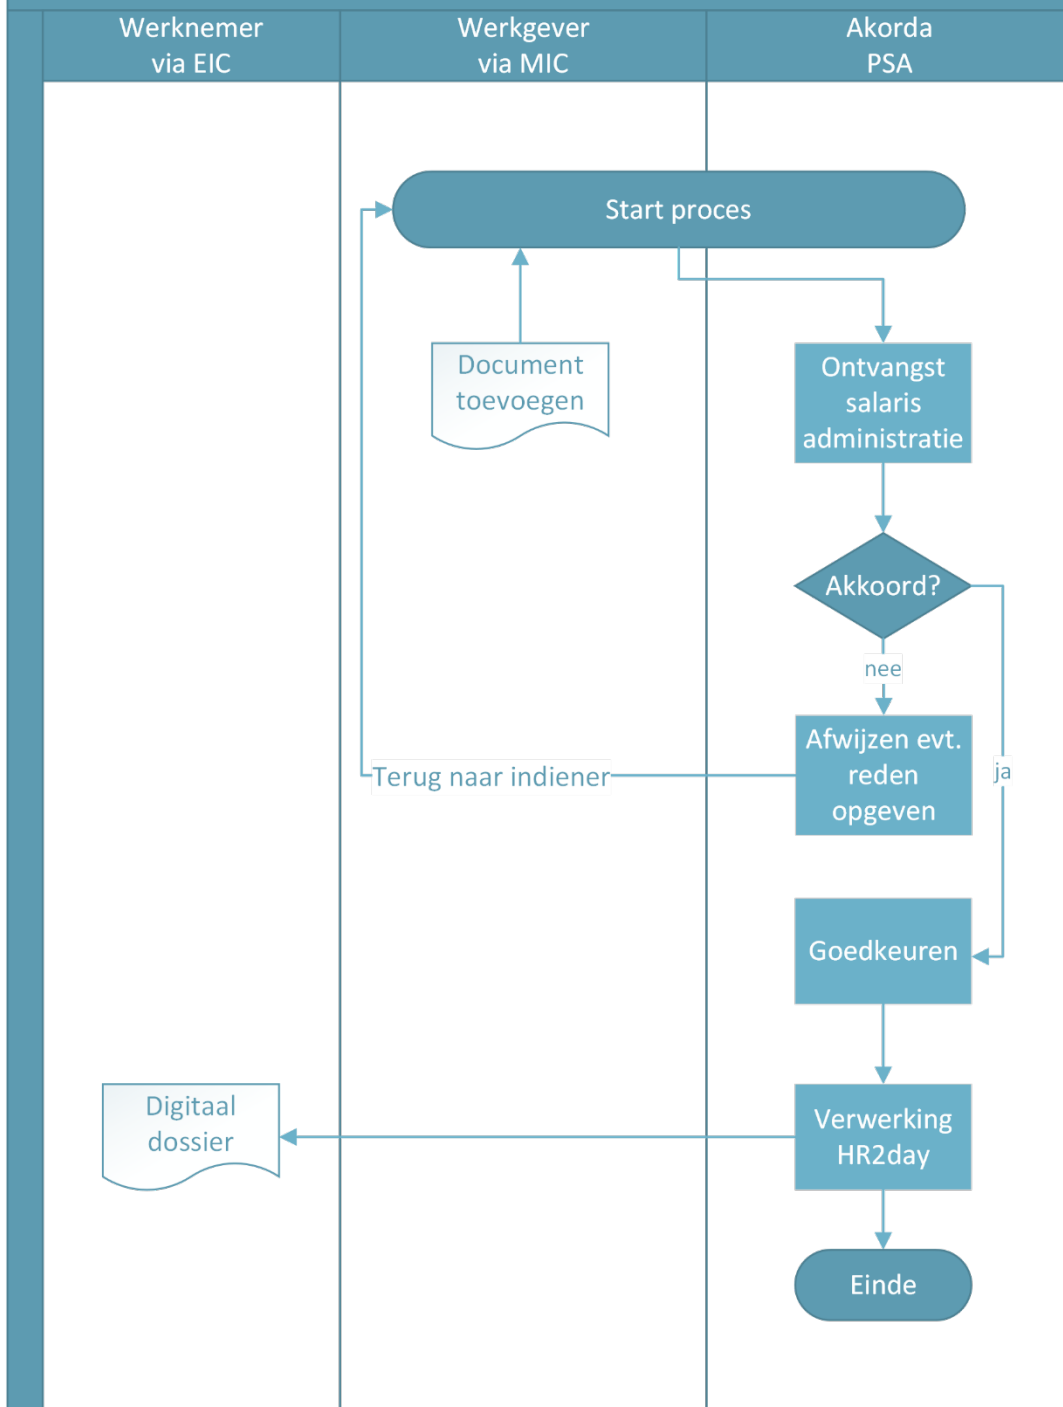 Werknemer
via EIC
Werkgever
via MIC
Akorda
PSA
Start proces
Document
toevoegen
Ontvangst
salaris
administratie
Akkoord?
nee
Afwijzen evt.
reden
opgeven
Terug naar indiener
ja
Goedkeuren
Digitaal
dossier
Verwerking
HR2day
Einde